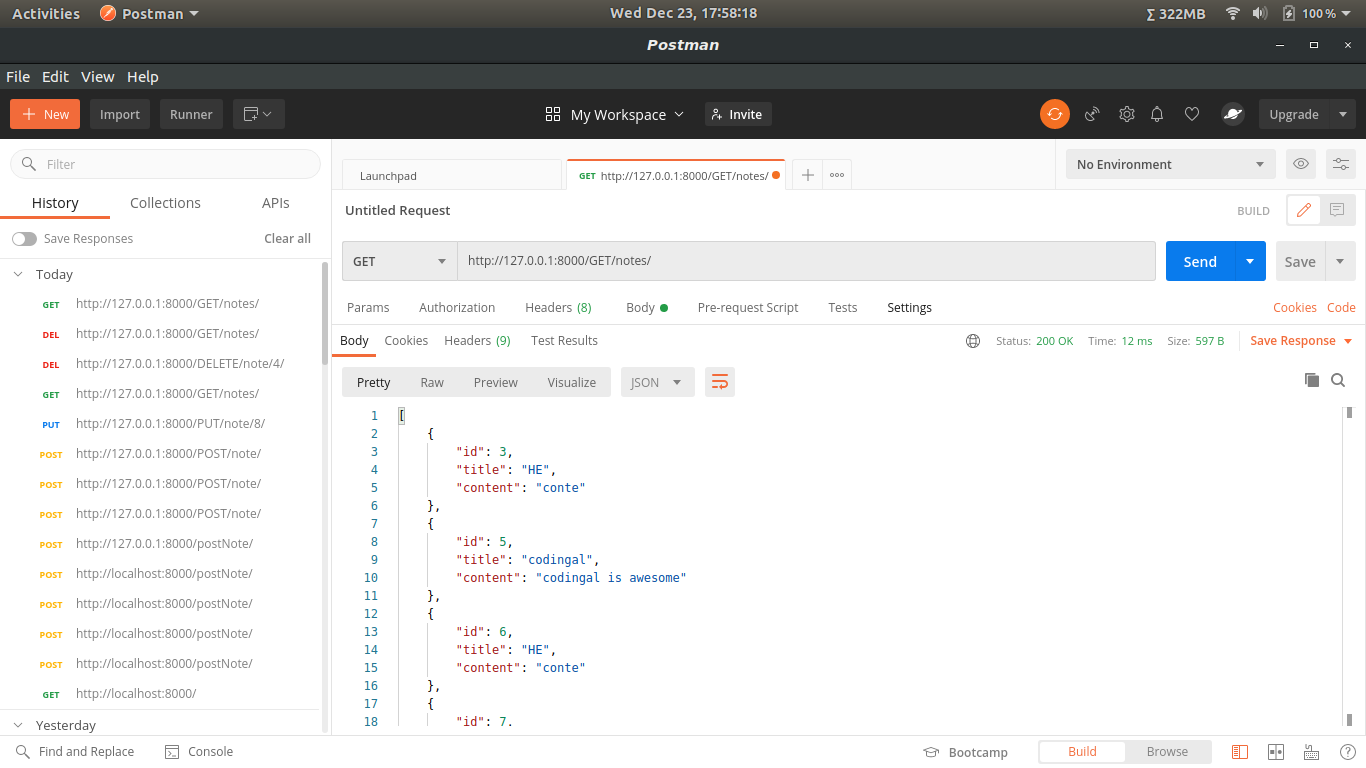 Activities Postman Wed Dec 23, 17:58:18 Σ 322MB 100 %
Postman
File Edit View Help
New Import Runner My Workspace Invite Upgrade
Filter
History Collections APIs
Save Responses Clear all
Today
GET http://127.0.0.1:8000/GET/notes/
DEL http://127.0.0.1:8000/GET/notes/
DEL http://127.0.0.1:8000/DELETE/note/4/
GET http://127.0.0.1:8000/GET/notes/
PUT http://127.0.0.1:8000/PUT/note/8/
POST http://127.0.0.1:8000/POST/note/
POST http://127.0.0.1:8000/POST/note/
POST http://127.0.0.1:8000/POST/note/
POST http://127.0.0.1:8000/postNote/
POST http://localhost:8000/postNote/
POST http://localhost:8000/postNote/
POST http://localhost:8000/postNote/
POST http://localhost:8000/postNote/
GET http://localhost:8000/
Yesterday
Launchpad GET http://127.0.0.1:8000/GET/notes/ No Environment
Untitled Request BUILD
GET http://127.0.0.1:8000/GET/notes/ Send Save
Params Authorization Headers (8) Body Pre-request Script Tests Settings Cookies Code
Body Cookies Headers (9) Test Results Status: 200 OK Time: 12 ms Size: 597 B Save Response
Pretty Raw Preview Visualize JSON
1 [
2 {
3 "id": 3,
4 "title": "HE",
5 "content": "conte"
6 },
7 {
8 "id": 5,
9 "title": "codingal",
10 "content": "codingal is awesome"
11 },
12 {
13 "id": 6,
14 "title": "HE",
15 "content": "conte"
16 },
17 {
18 "id": 7,
Find and Replace Console Bootcamp Build Browse